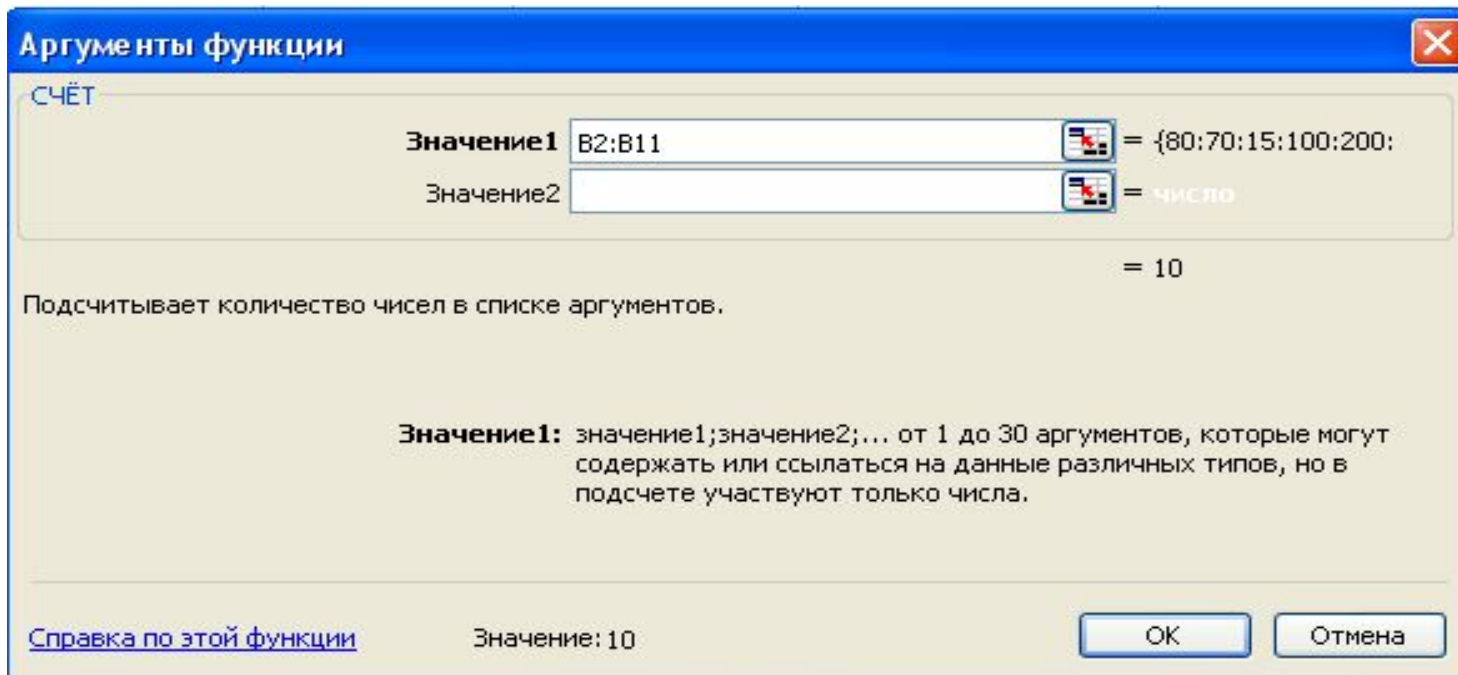 Аргументы функции
СЧЁТ
Значение1 B2:B11 = {80:70:15:100:200:
Значение2 = число
= 10
Подсчитывает количество чисел в списке аргументов.
Значение1: значение1;значение2;... от 1 до 30 аргументов, которые могут
содержать или ссылаться на данные различных типов, но в
подсчете участвуют только числа.
Справка по этой функции Значение: 10 ОК Отмена